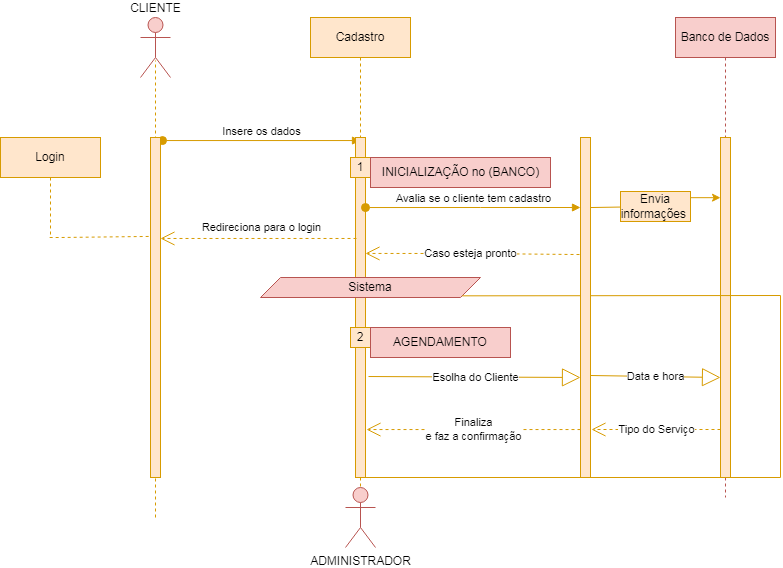 CLIENTE
Cadastro
Banco de Dados
Insere os dados
Login
1
INICIALIZAÇÃO no (BANCO)
Avalia se o cliente tem cadastro
Envia
informações
Redireciona para o login
Caso esteja pronto
Sistema
2
AGENDAMENTO
Esolha do Cliente
Data e hora
Finaliza
e faz a confirmação
Tipo do Serviço
ADMINISTRADOR